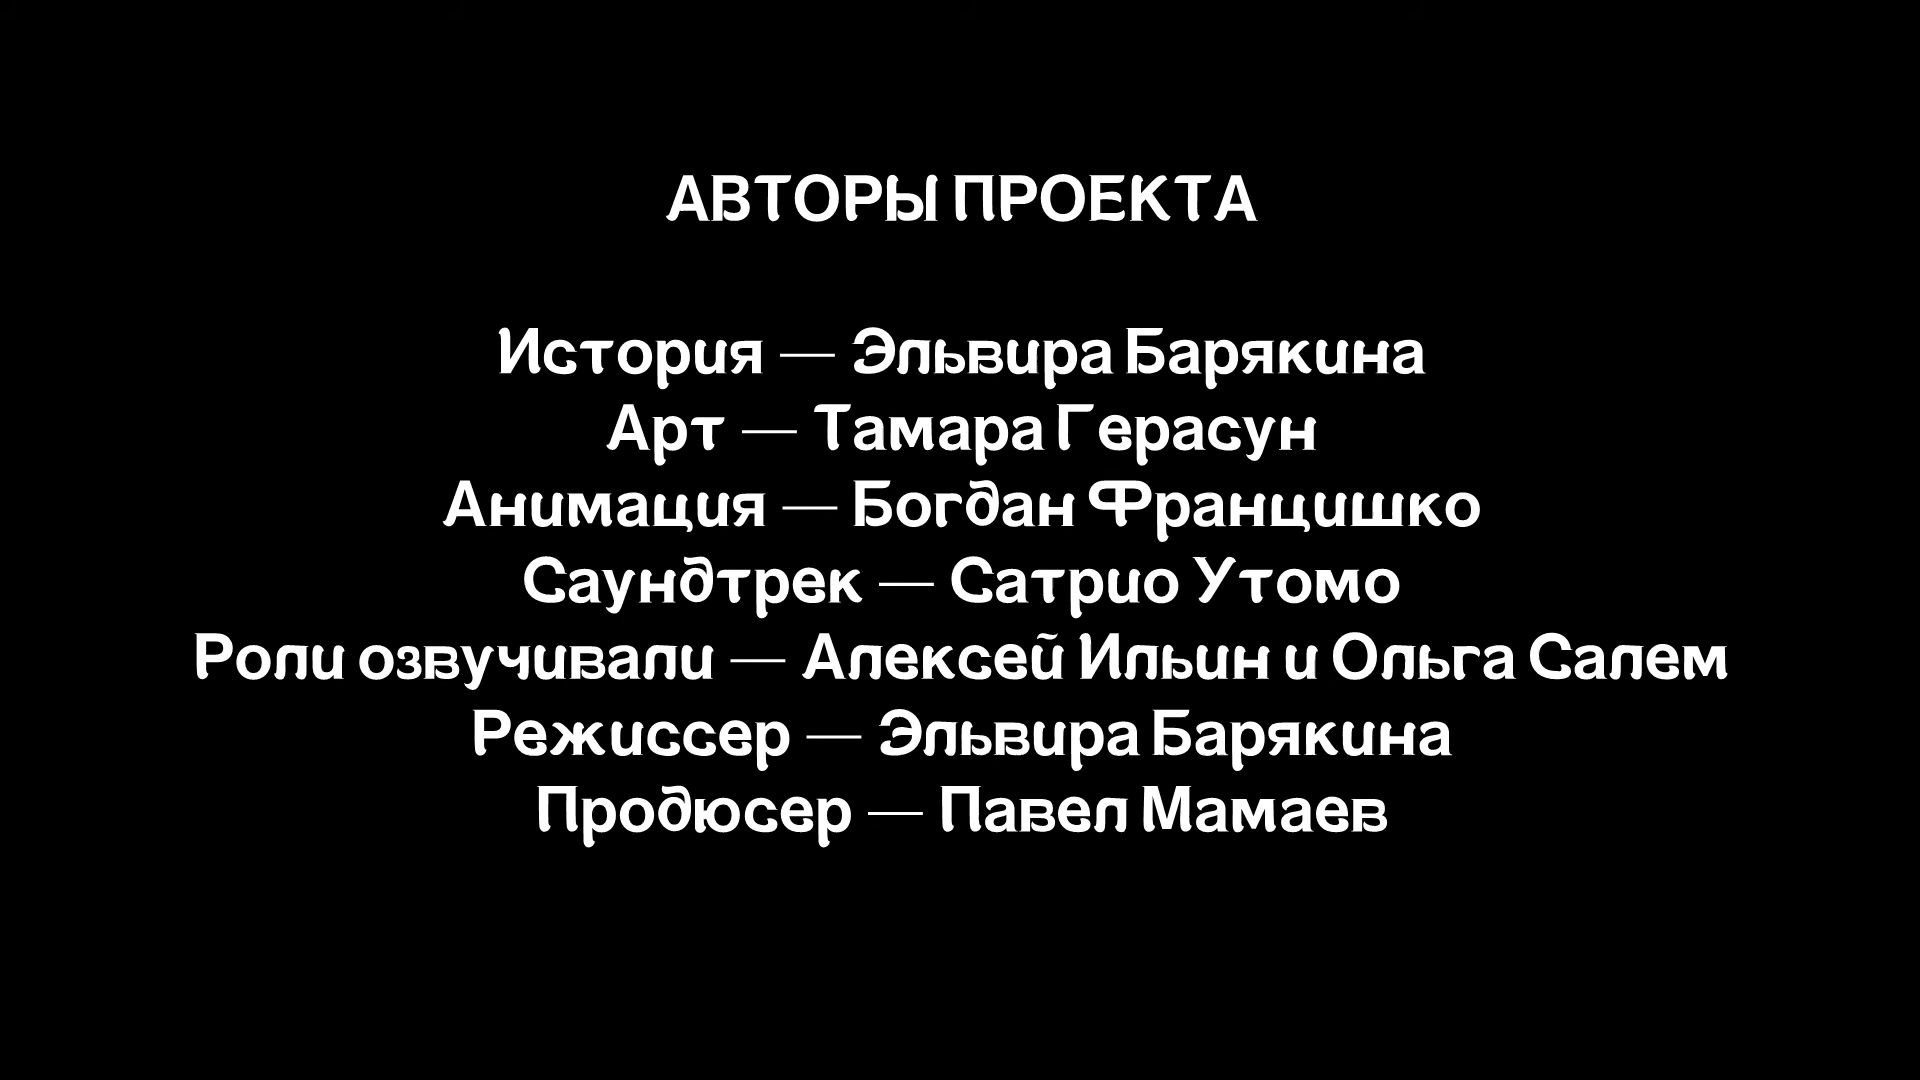 АВТОРЫ ПРОЕКТА
История — Эльвира Барякина
Арт — Тамара Герасун
Анимация — Богдан Францишко
Саундтрек — Сатрио Утомо
Роли озвучивали — Алексей Ильин и Ольга Салем
Режиссер — Эльвира Барякина
Продюсер — Павел Мамаев